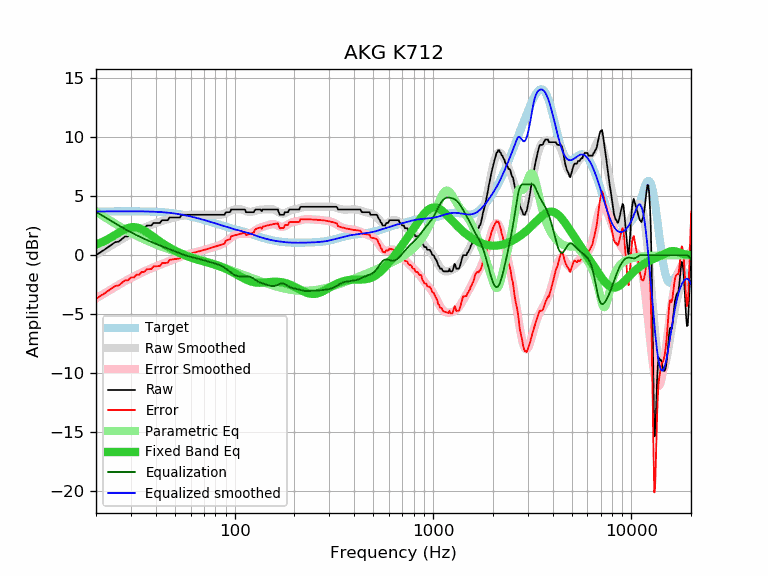 AKG K712
15
10
5
0
−5
−10
−15
−20
Amplitude (dBr)
Target
Raw Smoothed
Error Smoothed
Raw
Error
Parametric Eq
Fixed Band Eq
Equalization
Equalized smoothed
100
1000
10000
Frequency (Hz)